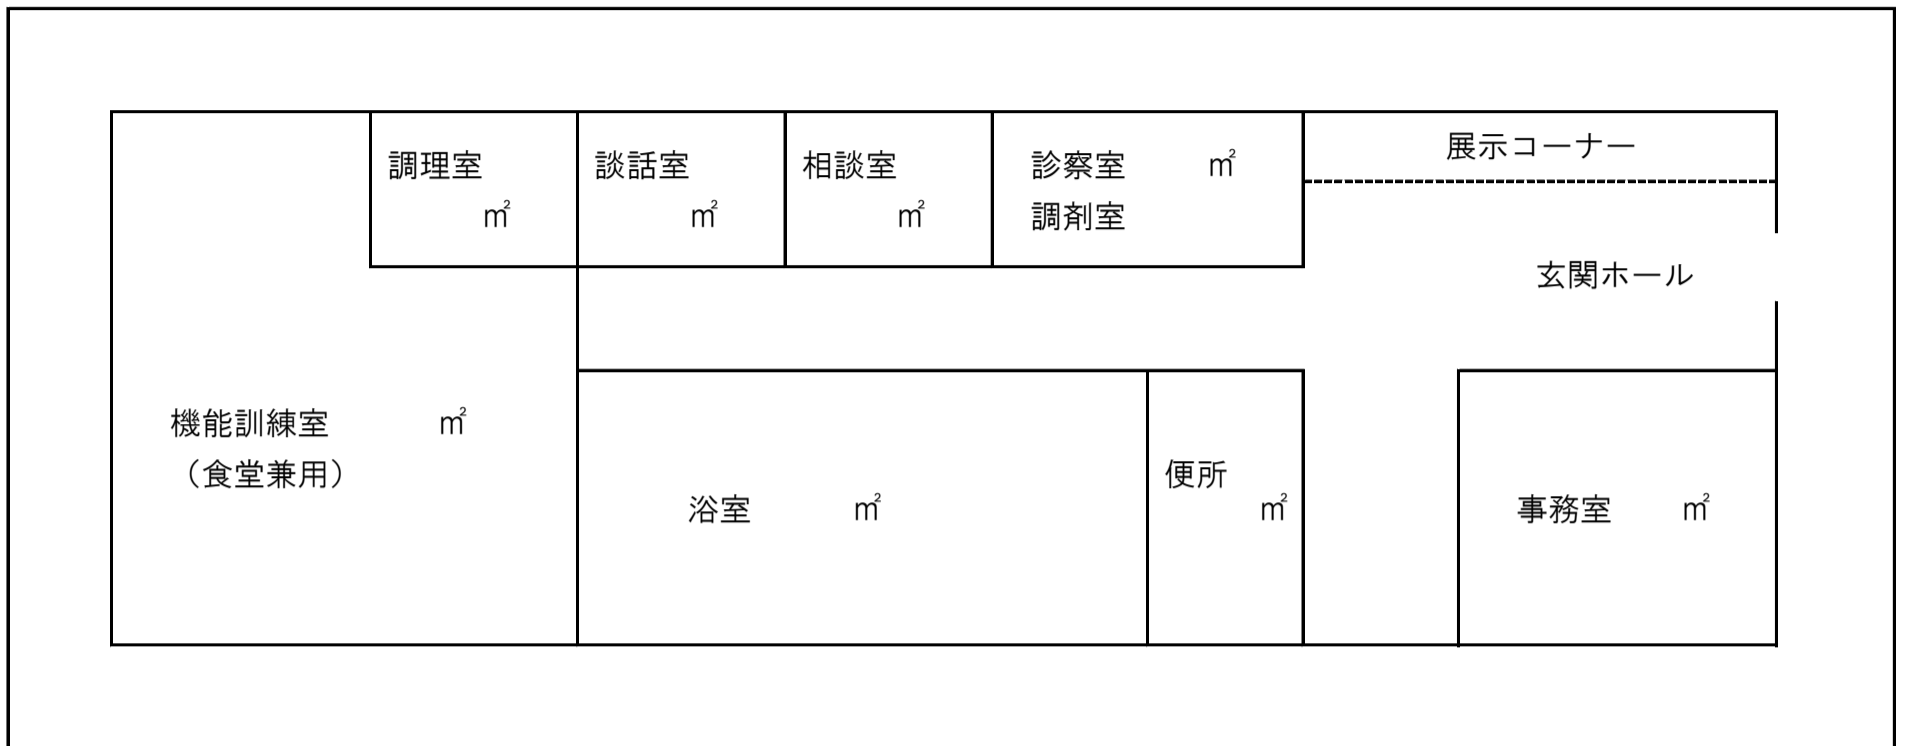 調理室
㎡
談話室
㎡
相談室
㎡
診察室 ㎡
調剤室
展示コーナー
玄関ホール
機能訓練室 ㎡
（食堂兼用）
浴室 ㎡
便所
㎡
事務室 ㎡